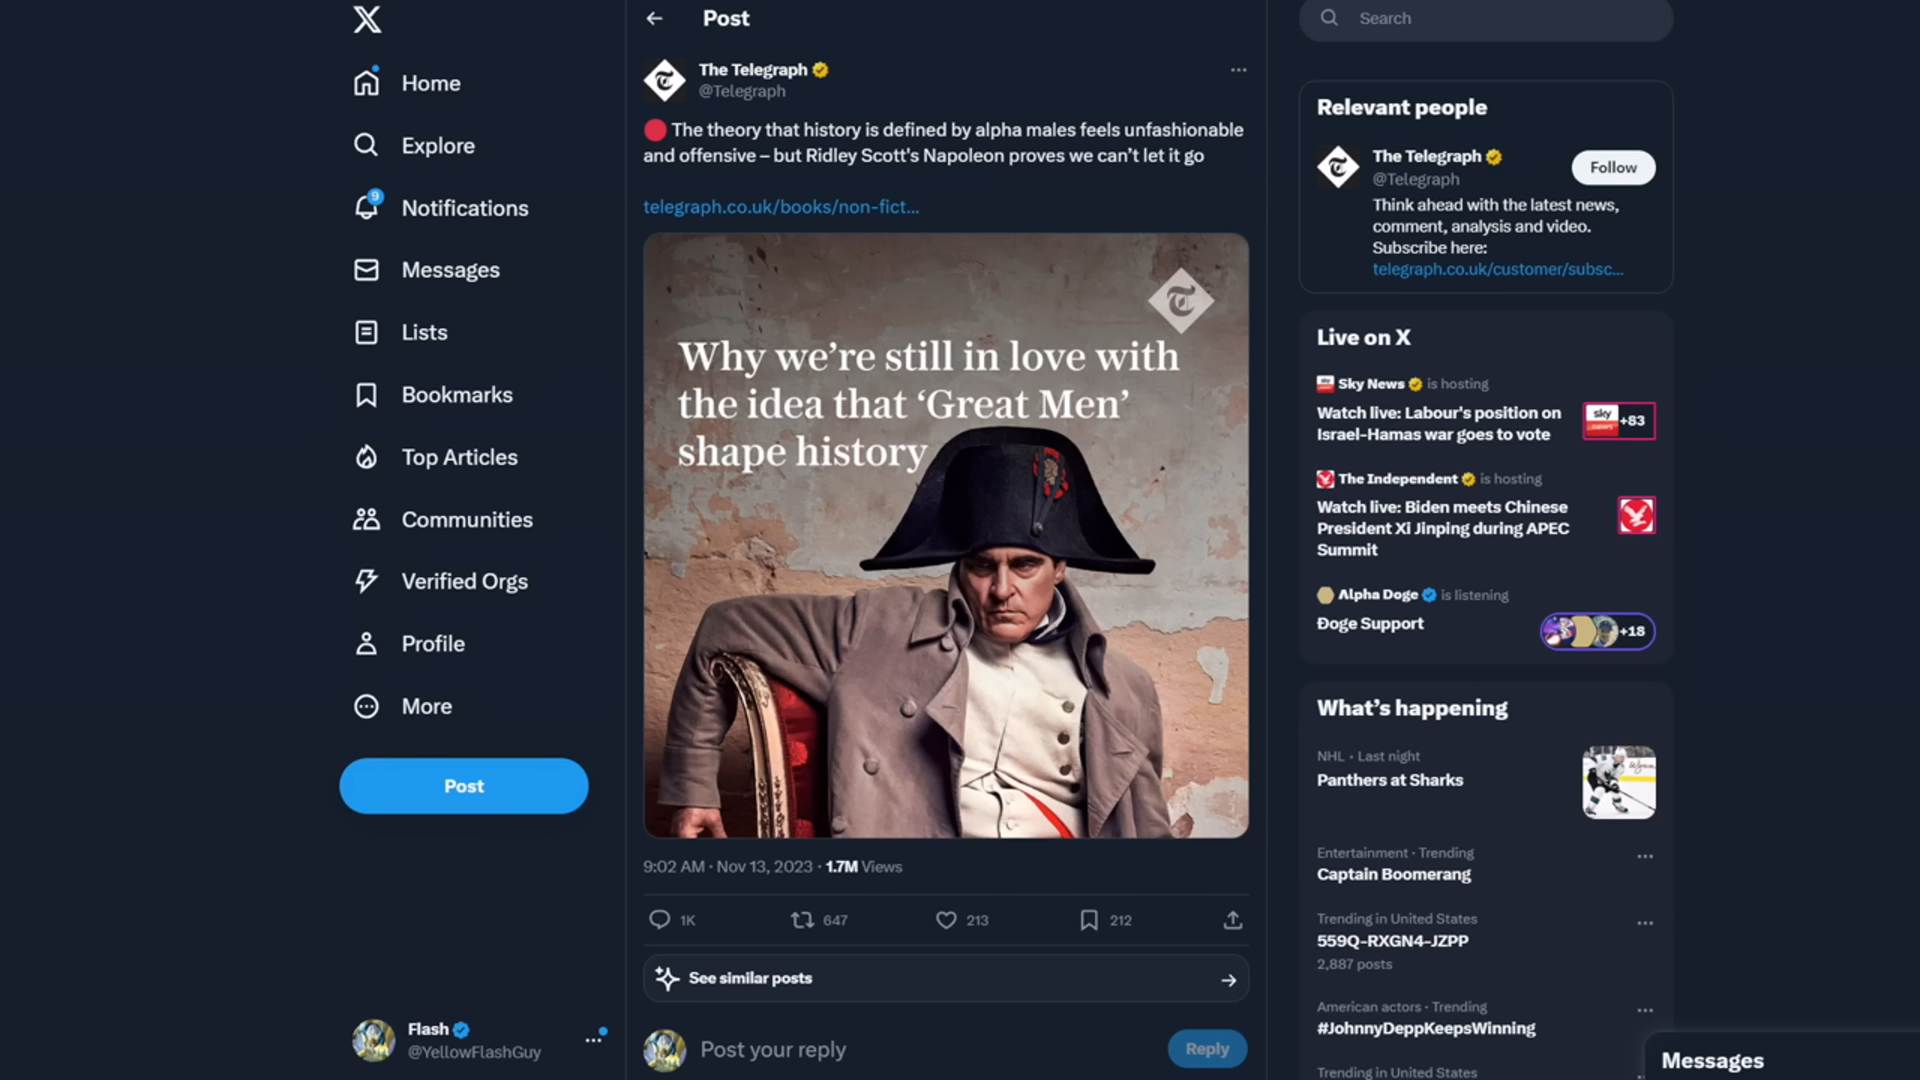 Home
Explore
9
Notifications
Messages
Lists
Bookmarks
Top Articles
Communities
Verified Orgs
Profile
More
Post
Flash
@YellowFlashGuy
Post
The Telegraph
@Telegraph
The theory that history is defined by alpha males feels unfashionable
and offensive – but Ridley Scott's Napoleon proves we can’t let it go
telegraph.co.uk/books/non-fict...
Why we’re still in love with
the idea that ‘Great Men’
shape history
9:02 AM · Nov 13, 2023 · 1.7M Views
1K 647 213 212
See similar posts
Post your reply
Reply
Search
Relevant people
The Telegraph
@Telegraph
Follow
Think ahead with the latest news,
comment, analysis and video.
Subscribe here:
telegraph.co.uk/customer/subsc...
Live on X
Sky News is hosting
Watch live: Labour's position on
Israel-Hamas war goes to vote
sky
+83
The Independent is hosting
Watch live: Biden meets Chinese
President Xi Jinping during APEC
Summit
Alpha Doge is listening
Ðoge Support
+18
What’s happening
NHL · Last night
Panthers at Sharks
Entertainment · Trending
Captain Boomerang
Trending in United States
559Q-RXGN4-JZPP
2,887 posts
American actors · Trending
#JohnnyDeppKeepsWinning
Trending in United States
Messages